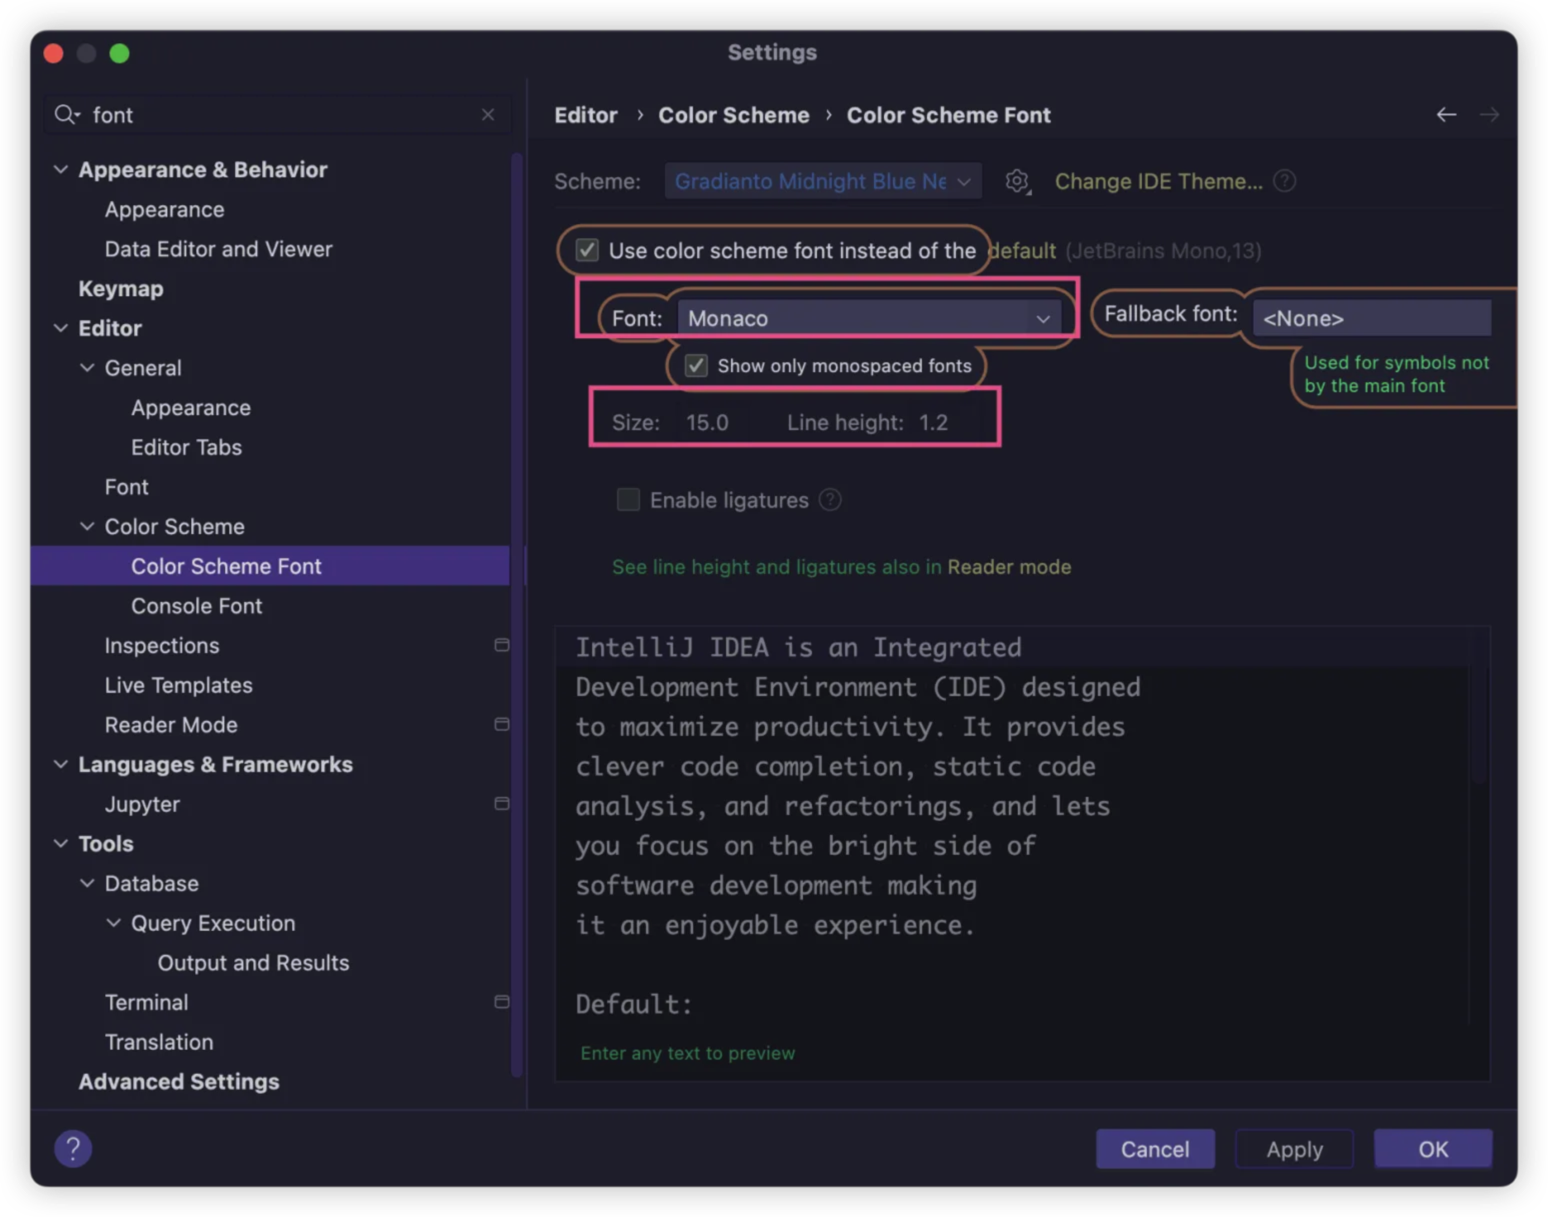 Settings
font
Appearance & Behavior
Appearance
Data Editor and Viewer
Keymap
Editor
General
Appearance
Editor Tabs
Font
Color Scheme
Color Scheme Font
Console Font
Inspections
Live Templates
Reader Mode
Languages & Frameworks
Jupyter
Tools
Database
Query Execution
Output and Results
Terminal
Translation
Advanced Settings
Editor › Color Scheme › Color Scheme Font
Scheme: Gradianto Midnight Blue Ne Change IDE Theme... ?
Use color scheme font instead of the default (JetBrains Mono,13)
Font: Monaco Fallback font: <None>
Show only monospaced fonts
Used for symbols not
by the main font
Size: 15.0 Line height: 1.2
Enable ligatures ?
See line height and ligatures also in Reader mode
IntelliJ IDEA is an Integrated
Development Environment (IDE) designed
to maximize productivity. It provides
clever code completion, static code
analysis, and refactorings, and lets
you focus on the bright side of
software development making
it an enjoyable experience.
Default:
Enter any text to preview
? Cancel Apply OK